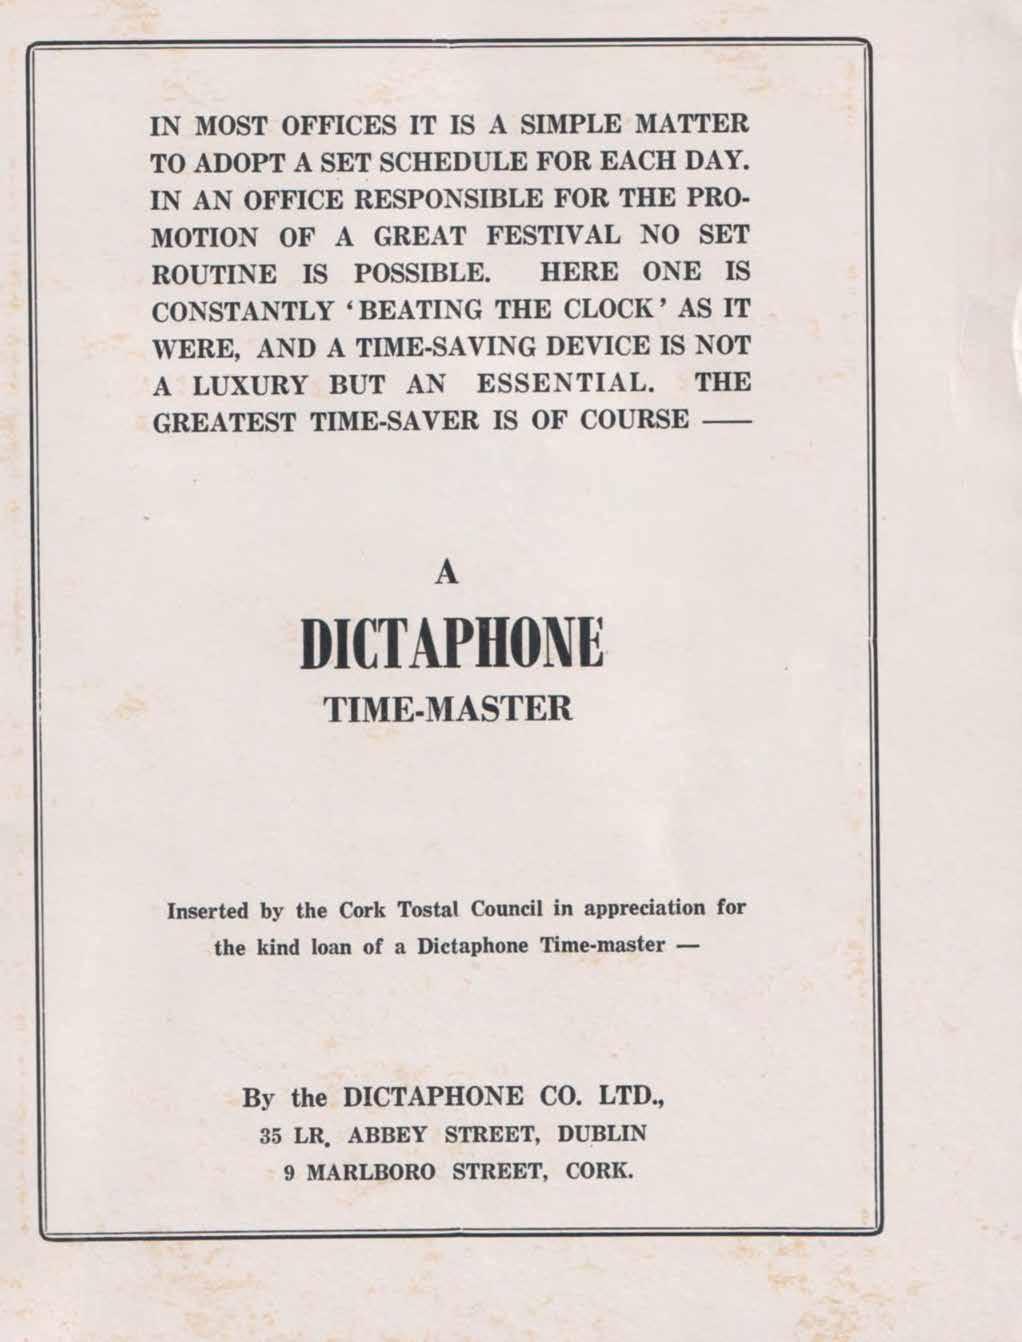 IN MOST OFFICES IT IS A SIMPLE MATTER
TO ADOPT A SET SCHEDULE FOR EACH DAY.
IN AN OFFICE RESPONSIBLE FOR THE PRO-
MOTION OF A GREAT FESTIVAL NO SET
ROUTINE IS POSSIBLE. HERE ONE IS
CONSTANTLY ‘BEATING THE CLOCK’ AS IT
WERE, AND A TIME-SAVING DEVICE IS NOT
A LUXURY BUT AN ESSENTIAL. THE
GREATEST TIME-SAVER IS OF COURSE —
A
DICTAPHONE
TIME-MASTER
Inserted by the Cork Tostal Council in appreciation for
the kind loan of a Dictaphone Time-master —
By the DICTAPHONE CO. LTD.,
35 LR. ABBEY STREET, DUBLIN
9 MARLBORO STREET, CORK.